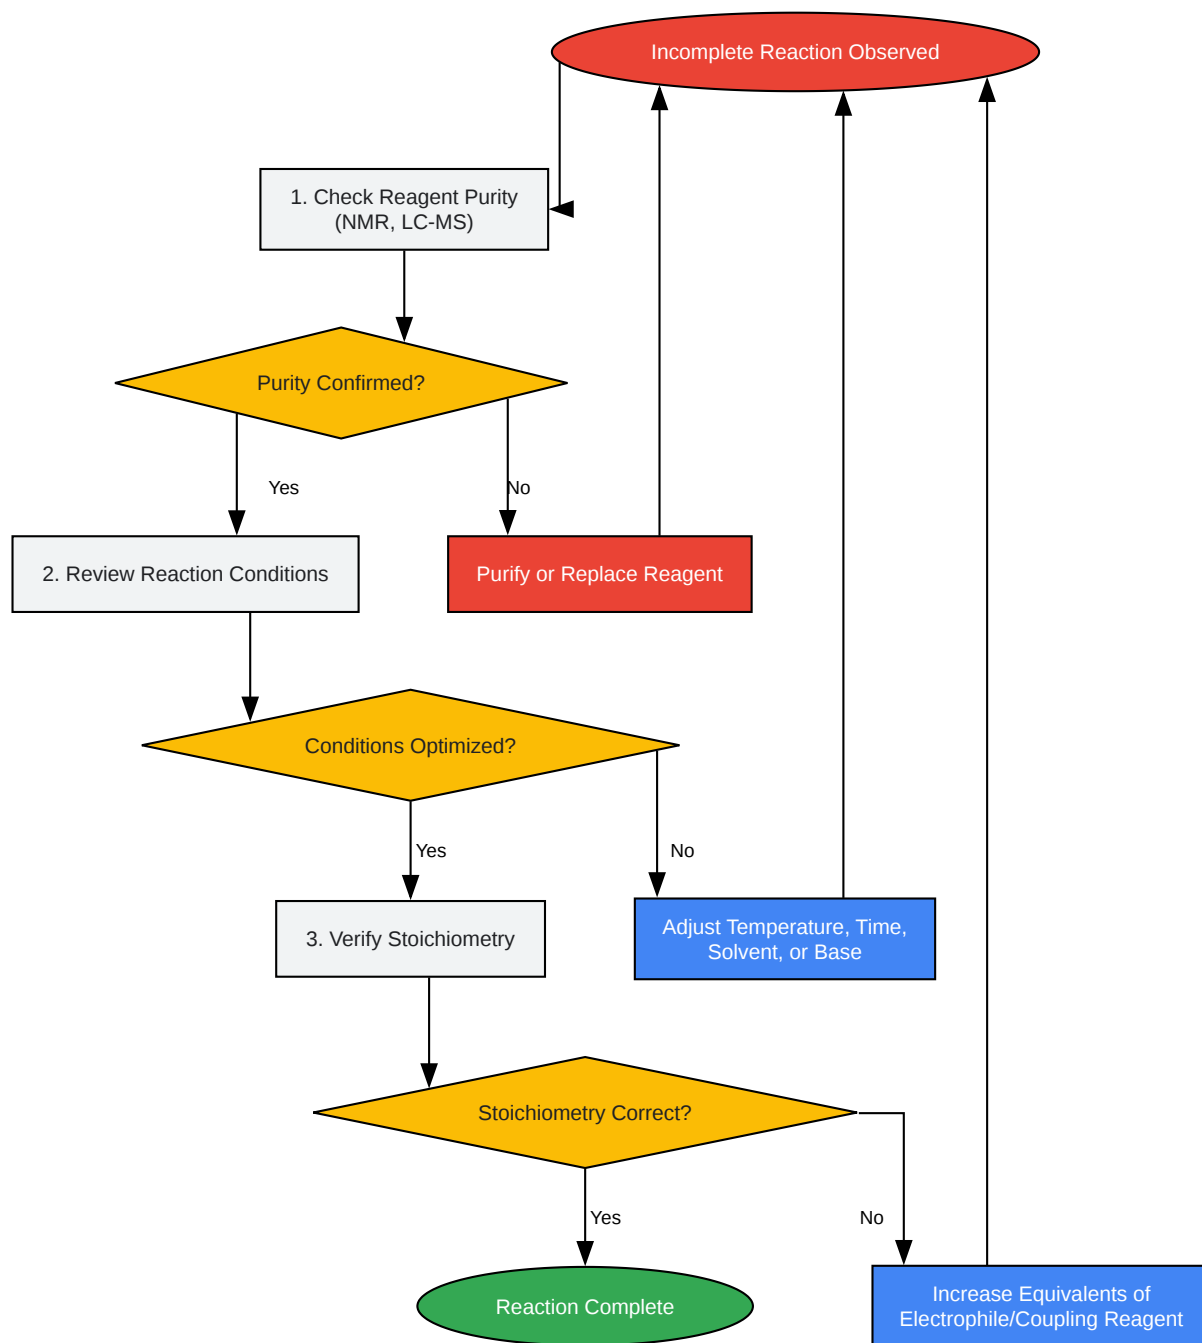 Incomplete Reaction Observed
1. Check Reagent Purity
(NMR, LC-MS)
Purity Confirmed?
Yes
No
2. Review Reaction Conditions
Purify or Replace Reagent
Conditions Optimized?
Yes
No
3. Verify Stoichiometry
Adjust Temperature, Time,
Solvent, or Base
Stoichiometry Correct?
Yes
No
Reaction Complete
Increase Equivalents of
Electrophile/Coupling Reagent